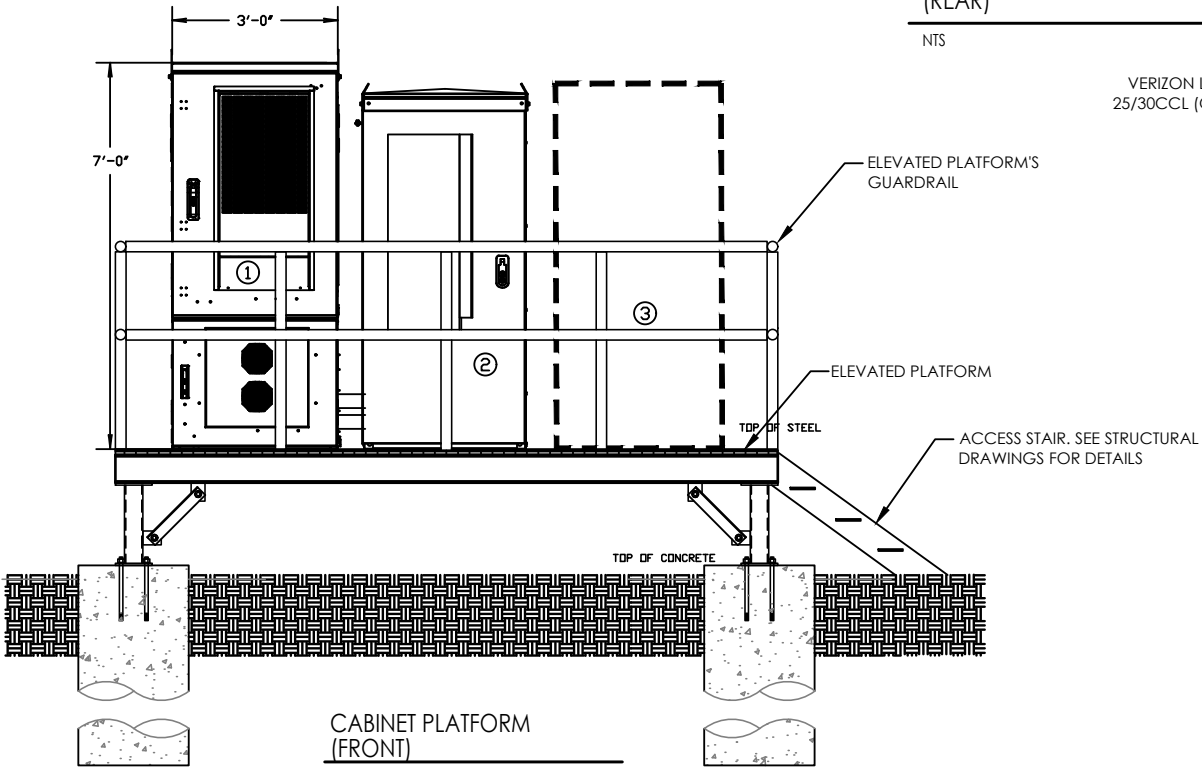 (REAR)
NTS
VERIZON L
25/30CCL (
3'-0"
7'-0"
ELEVATED PLATFORM'S
GUARDRAIL
1
3
2
ELEVATED PLATFORM
TOP OF STEEL
ACCESS STAIR. SEE STRUCTURAL
DRAWINGS FOR DETAILS
TOP OF CONCRETE
CABINET PLATFORM
(FRONT)